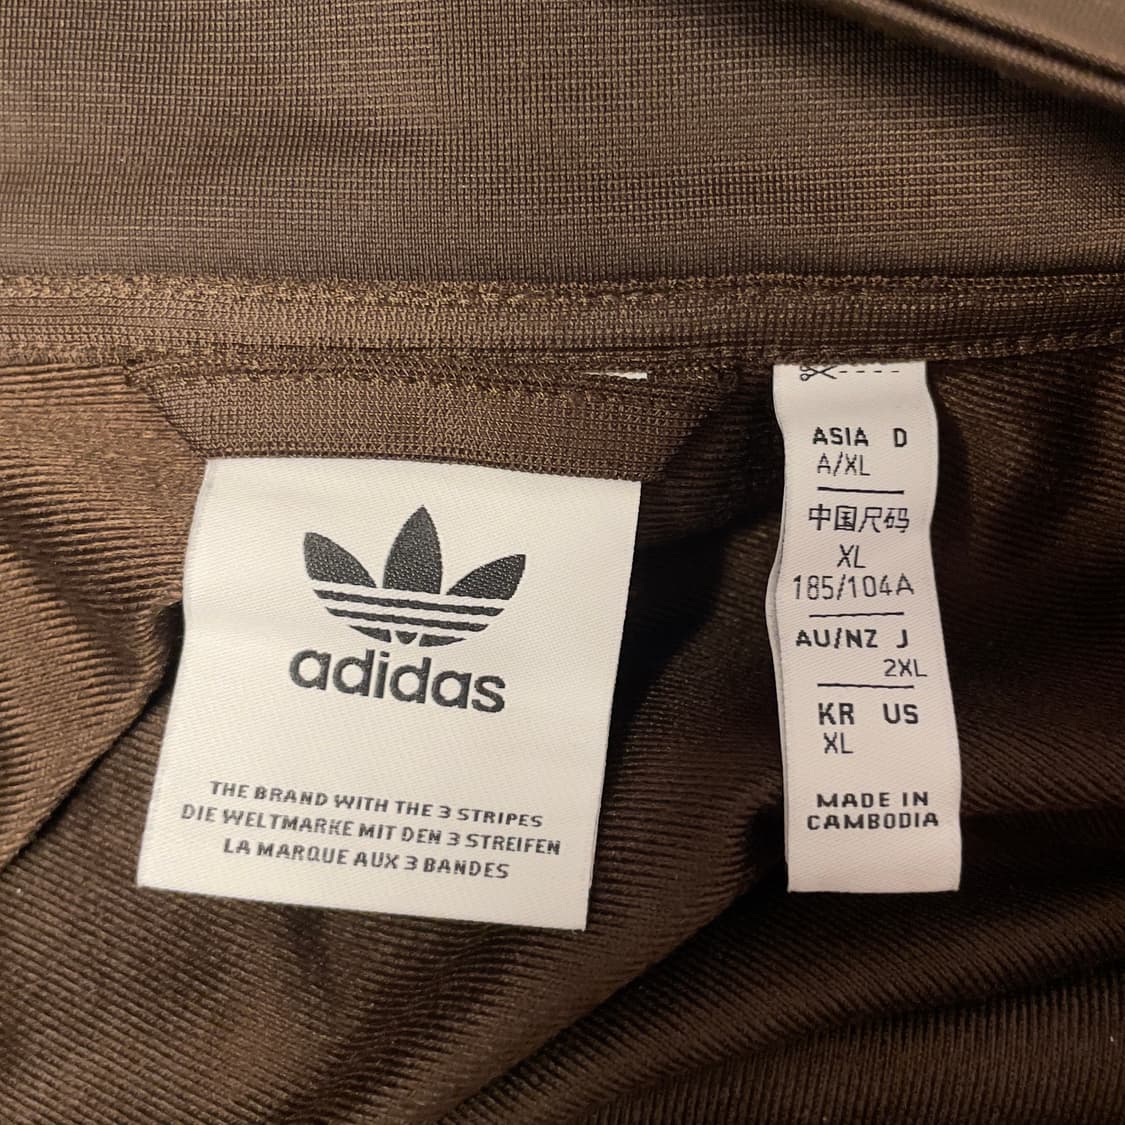 adidas
THE BRAND WITH THE 3 STRIPES
DIE WELTMARKE MIT DEN 3 STREIFEN
LA MARQUE AUX 3 BANDES
ASIA D
A/XL
中国尺码
XL
185/104A
AU/NZ J
2XL
KR US
XL
MADE IN
CAMBODIA